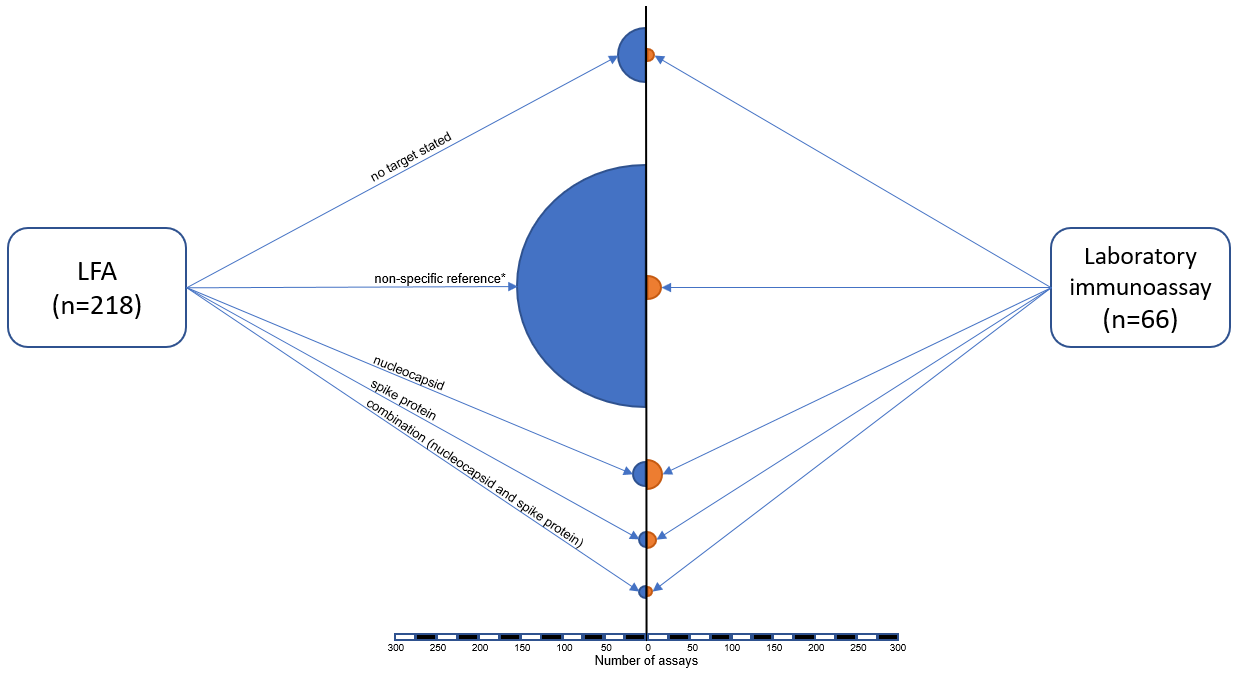 no target stated
LFA
(n=218)
non-specific reference*
Laboratory
immunoassay
(n=66)
nucleocapsid
spike protein
combination (nucleocapsid and spike protein)
300 250 200 150 100 50 0 50 100 150 200 250 300
Number of assays